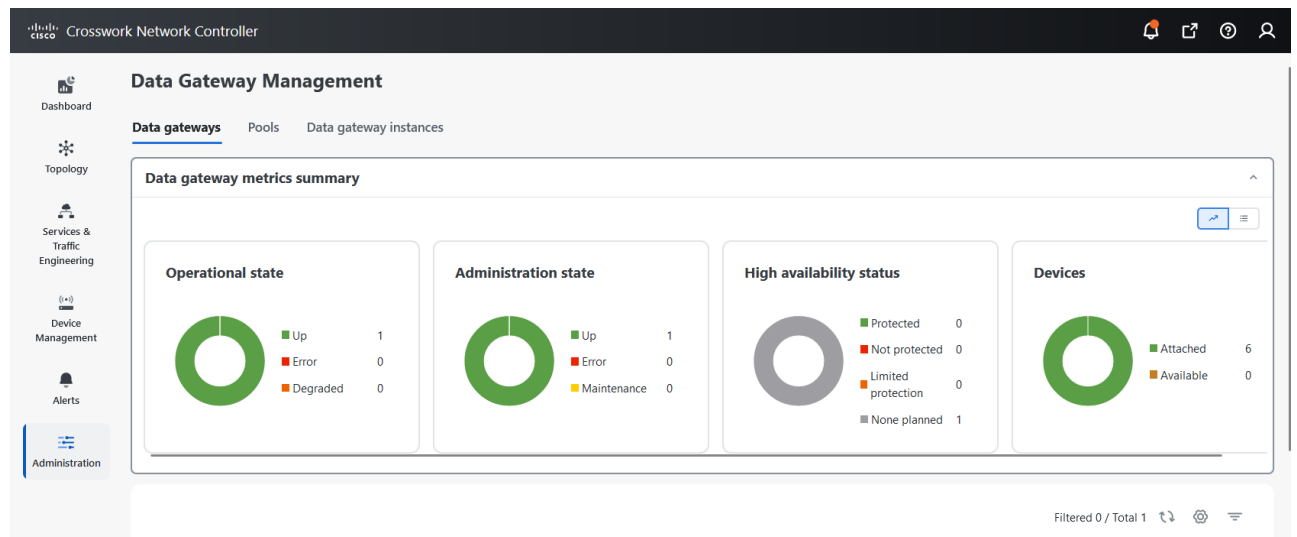 cisco Crosswork Network Controller
Data Gateway Management
Dashboard
Data gateways Pools Data gateway instances
Topology
Data gateway metrics summary
Services &
Traffic
Engineering
Operational state
Up 1
Error 0
Degraded 0
Administration state
Up 1
Error 0
Maintenance 0
High availability status
Protected 0
Not protected 0
Limited
protection 0
None planned 1
Devices
Attached 6
Available 0
Device
Management
Alerts
Administration
Filtered 0 / Total 1